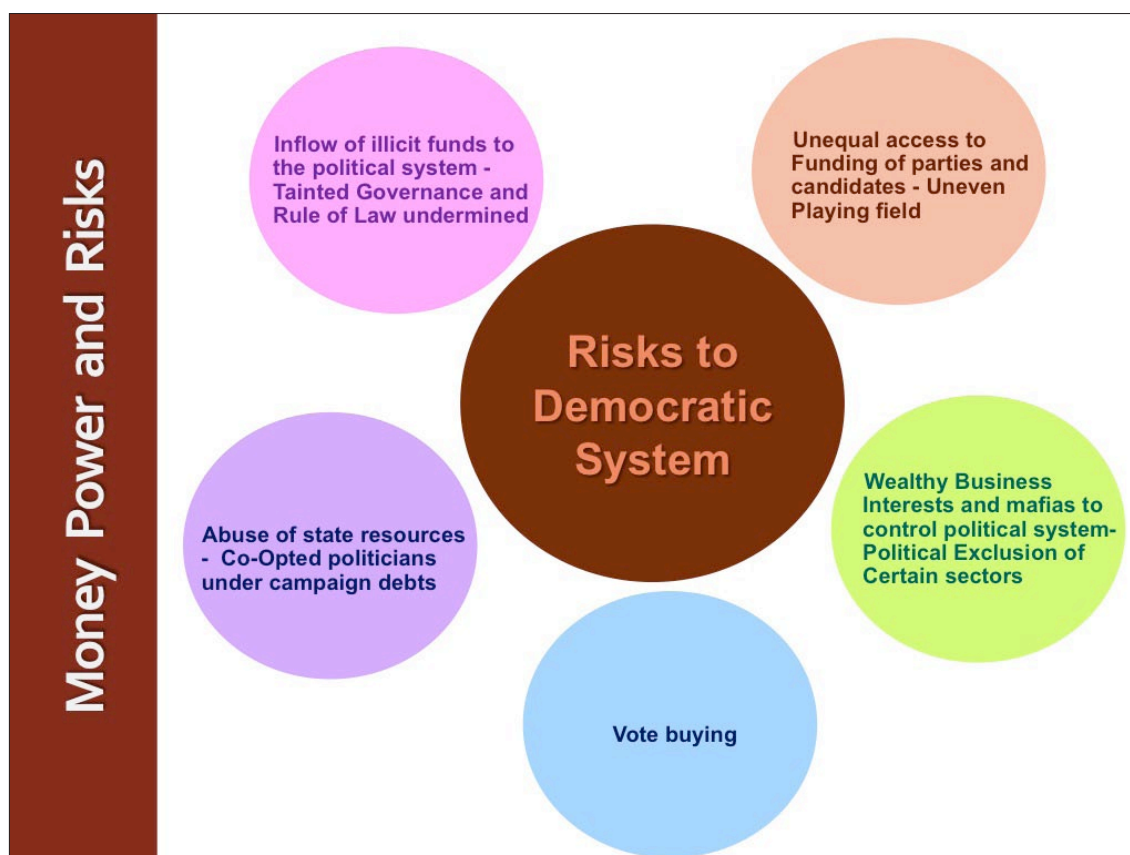 Money Power and Risks
Inflow of illicit funds to
the political system -
Tainted Governance and
Rule of Law undermined
Unequal access to
Funding of parties and
candidates - Uneven
Playing field
Risks to
Democratic
System
Wealthy Business
Interests and mafias to
control political system-
Political Exclusion of
Certain sectors
Abuse of state resources
- Co-Opted politicians
under campaign debts
Vote buying